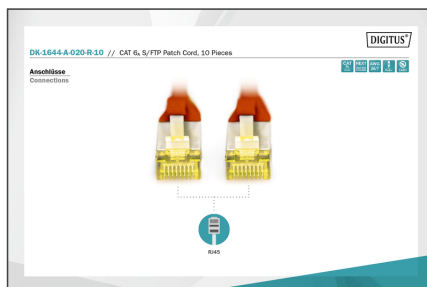 DIGITUS®
DK-1644-A-020-R-10 // CAT 6A S/FTP Patch Cord, 10 Pieces
Anschlüsse
Connections
RJ45